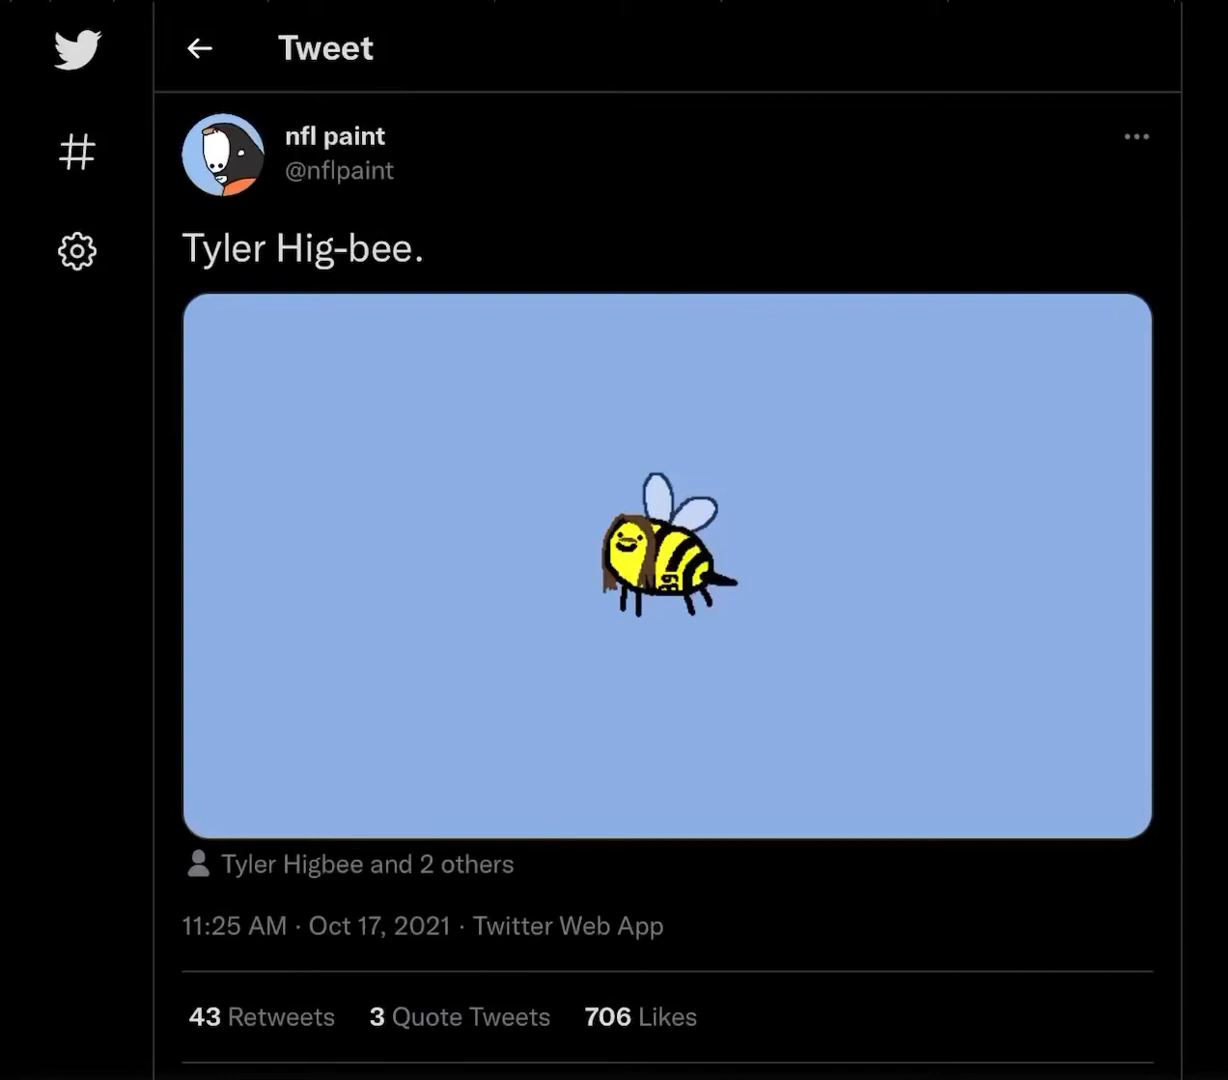 Tweet
nfl paint
@nflpaint
Tyler Hig-bee.
89
Tyler Higbee and 2 others
11:25 AM · Oct 17, 2021 · Twitter Web App
43 Retweets 3 Quote Tweets 706 Likes